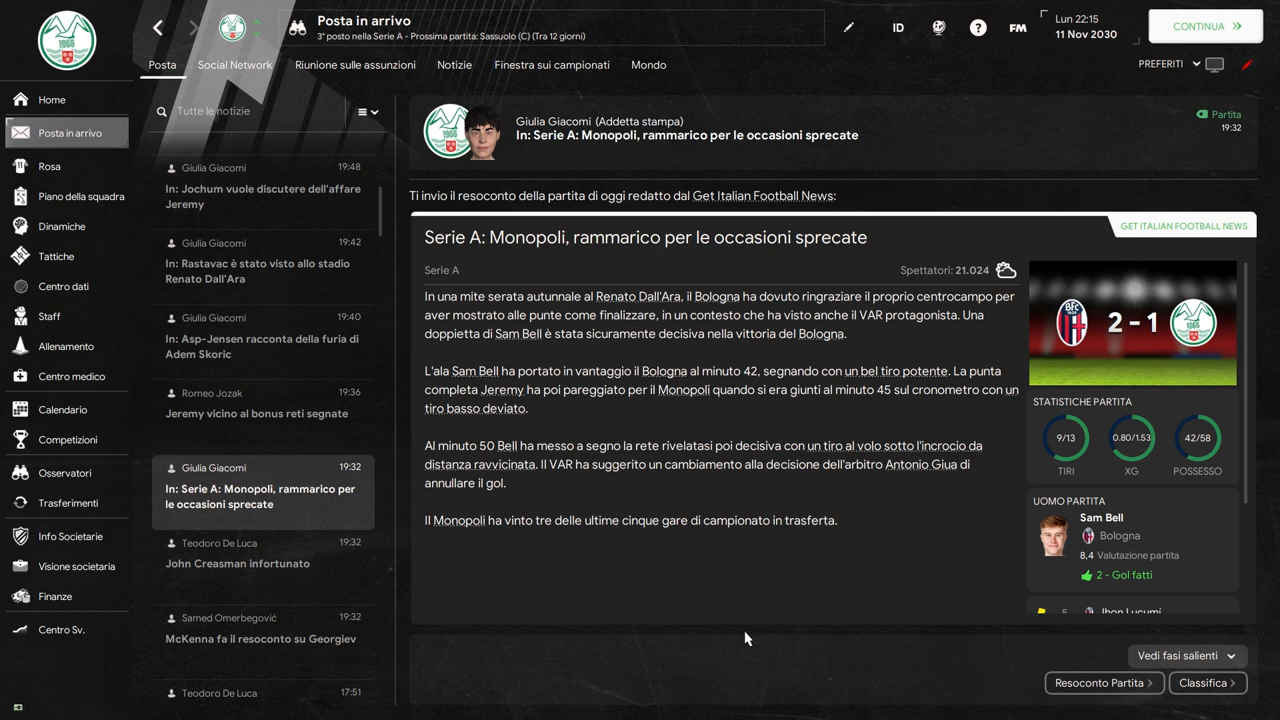 Posta in arrivo
3° posto nella Serie A - Prossima partita: Sassuolo (C) (Tra 12 giorni)
ID
?
FM
Lun 22:15
11 Nov 2030
CONTINUA
1966
Posta
Social Network
Riunione sulle assunzioni
Notizie
Finestra sui campionati
Mondo
PREFERITI
Home
Posta in arrivo
Rosa
Piano della squadra
Dinamiche
Tattiche
Centro dati
Staff
Allenamento
Centro medico
Calendario
Competizioni
Osservatori
Trasferimenti
Info Societarie
Visione societaria
Finanze
Centro Sv.
Tutte le notizie
Giulia Giacomi 19:48
In: Jochum vuole discutere dell'affare
Jeremy
Giulia Giacomi 19:42
In: Rastavac è stato visto allo stadio
Renato Dall'Ara
Giulia Giacomi 19:40
In: Asp-Jensen racconta della furia di
Adem Skoric
Romeo Jozak 19:36
Jeremy vicino al bonus reti segnate
Giulia Giacomi 19:32
In: Serie A: Monopoli, rammarico per
le occasioni sprecate
Teodoro De Luca 19:32
John Creasman infortunato
Samed Omerbegović 19:32
McKenna fa il resoconto su Georgiev
Teodoro De Luca 17:51
1966
Giulia Giacomi (Addetta stampa)
In: Serie A: Monopoli, rammarico per le occasioni sprecate
Partita
19:32
Ti invio il resoconto della partita di oggi redatto dal Get Italian Football News:
GET ITALIAN FOOTBALL NEWS
Serie A: Monopoli, rammarico per le occasioni sprecate
Serie A
Spettatori: 21.024
In una mite serata autunnale al Renato Dall'Ara, il Bologna ha dovuto ringraziare il proprio centrocampo per
aver mostrato alle punte come finalizzare, in un contesto che ha visto anche il VAR protagonista. Una
doppietta di Sam Bell è stata sicuramente decisiva nella vittoria del Bologna.
L'ala Sam Bell ha portato in vantaggio il Bologna al minuto 42, segnando con un bel tiro potente. La punta
completa Jeremy ha poi pareggiato per il Monopoli quando si era giunti al minuto 45 sul cronometro con un
tiro basso deviato.
Al minuto 50 Bell ha messo a segno la rete rivelatasi poi decisiva con un tiro al volo sotto l'incrocio da
distanza ravvicinata. Il VAR ha suggerito un cambiamento alla decisione dell'arbitro Antonio Giua di
annullare il gol.
Il Monopoli ha vinto tre delle ultime cinque gare di campionato in trasferta.
BFC
2 - 1
STATISTICHE PARTITA
9/13
0.80/1.53
42/58
TIRI
XG
POSSESSO
UOMO PARTITA
Sam Bell
Bologna
8,4 Valutazione partita
2 - Gol fatti
5 Jhon Lucumí
Vedi fasi salienti
Resoconto Partita
Classifica